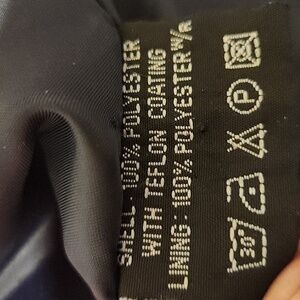 SHELL: 100% POLYESTER
WITH TEFLON COATING
LINING: 100% POLYESTER W/R
30°
P